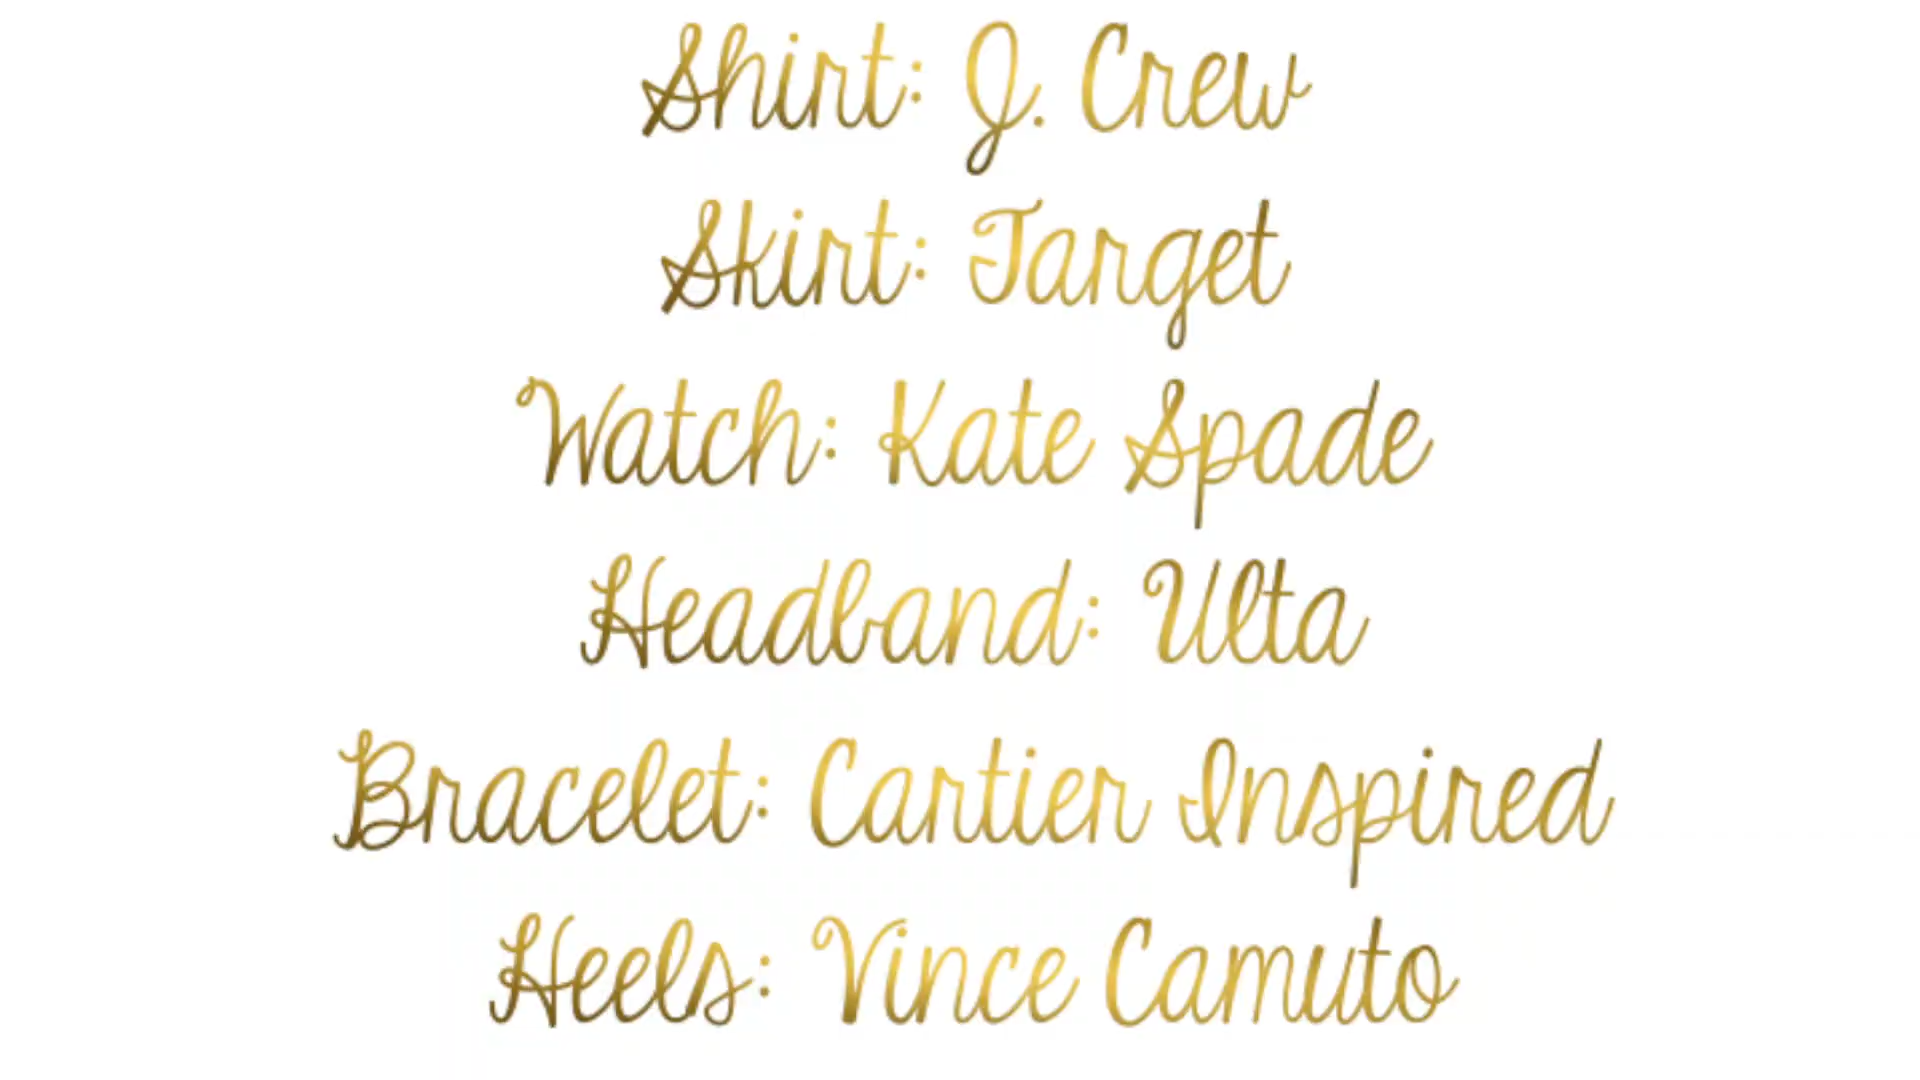 Shirt: J. Crew
Skirt: Target
Watch: Kate Spade
Headband: Ulta
Bracelet: Cartier Inspired
Heels: Vince Camuto